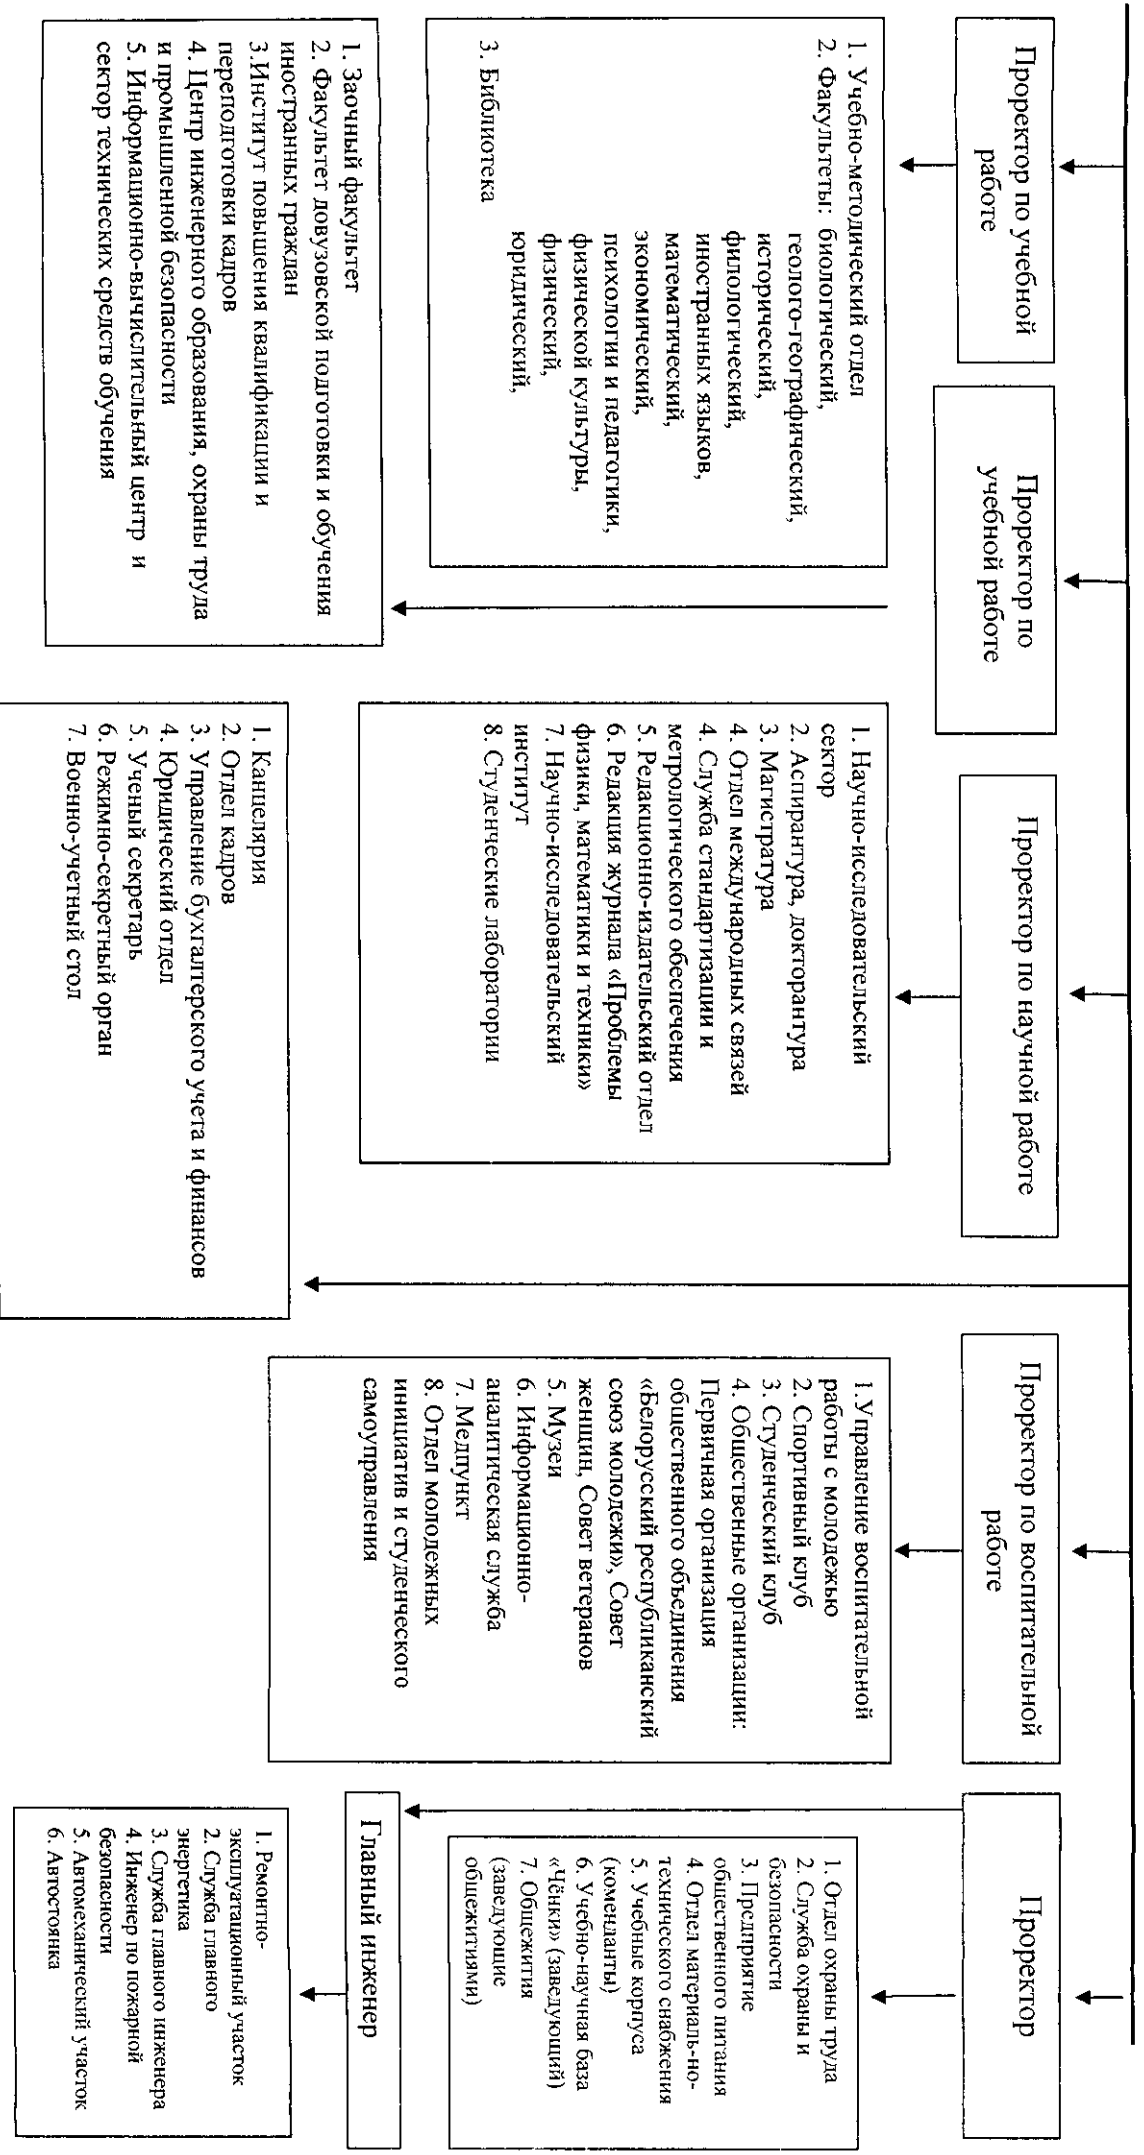 Проректор по учебной
работе
1. Учебно-методический отдел
2. Факультеты: биологический,
геолого-географический,
исторический,
филологический,
иностранных языков,
математический,
экономический,
психологии и педагогики,
физической культуры,
физический,
юридический,
3. Библиотека
Проректор по
учебной работе
1. Заочный факультет
2. Факультет довузовской подготовки и обучения
иностранных граждан
3.Институт повышения квалификации и
переподготовки кадров
4. Центр инженерного образования, охраны труда
и промышленной безопасности
5. Информационно-вычислительный центр и
сектор технических средств обучения
Проректор по научной работе
1. Научно-исследовательский
сектор
2. Аспирантура, докторантура
3. Магистратура
4. Отдел международных связей
4. Служба стандартизации и
метрологического обеспечения
5. Редакционно-издательский отдел
6. Редакция журнала «Проблемы
физики, математики и техники»
7. Научно-исследовательский
институт
8. Студенческие лаборатории
1. Канцелярия
2. Отдел кадров
3. Управление бухгалтерского учета и финансов
4. Юридический отдел
5. Ученый секретарь
6. Режимно-секретный орган
7. Военно-учетный стол
Проректор по воспитательной
работе
1.Управление воспитательной
работы с молодежью
2. Спортивный клуб
3. Студенческий клуб
4. Общественные организации:
Первичная организация
общественного объединения
«Белорусский республиканский
союз молодежи», Совет
женщин, Совет ветеранов
5. Музеи
6. Информационно-
аналитическая служба
7. Медпункт
8. Отдел молодежных
инициатив и студенческого
самоуправления
Проректор
1. Отдел охраны труда
2. Служба охраны и
безопасности
3. Предприятие
общественного питания
4. Отдел материаль-но-
технического снабжения
5. Учебные корпуса
(коменданты)
6. Учебно-научная база
«Чёнки» (заведующий)
7. Общежития
(заведующие
общежитиями)
Главный инженер
1. Ремонтно-
эксплуатационный участок
2. Служба главного
энергетика
3. Служба главного инженера
4. Инженер по пожарной
безопасности
5. Автомеханический участок
6. Автостоянка